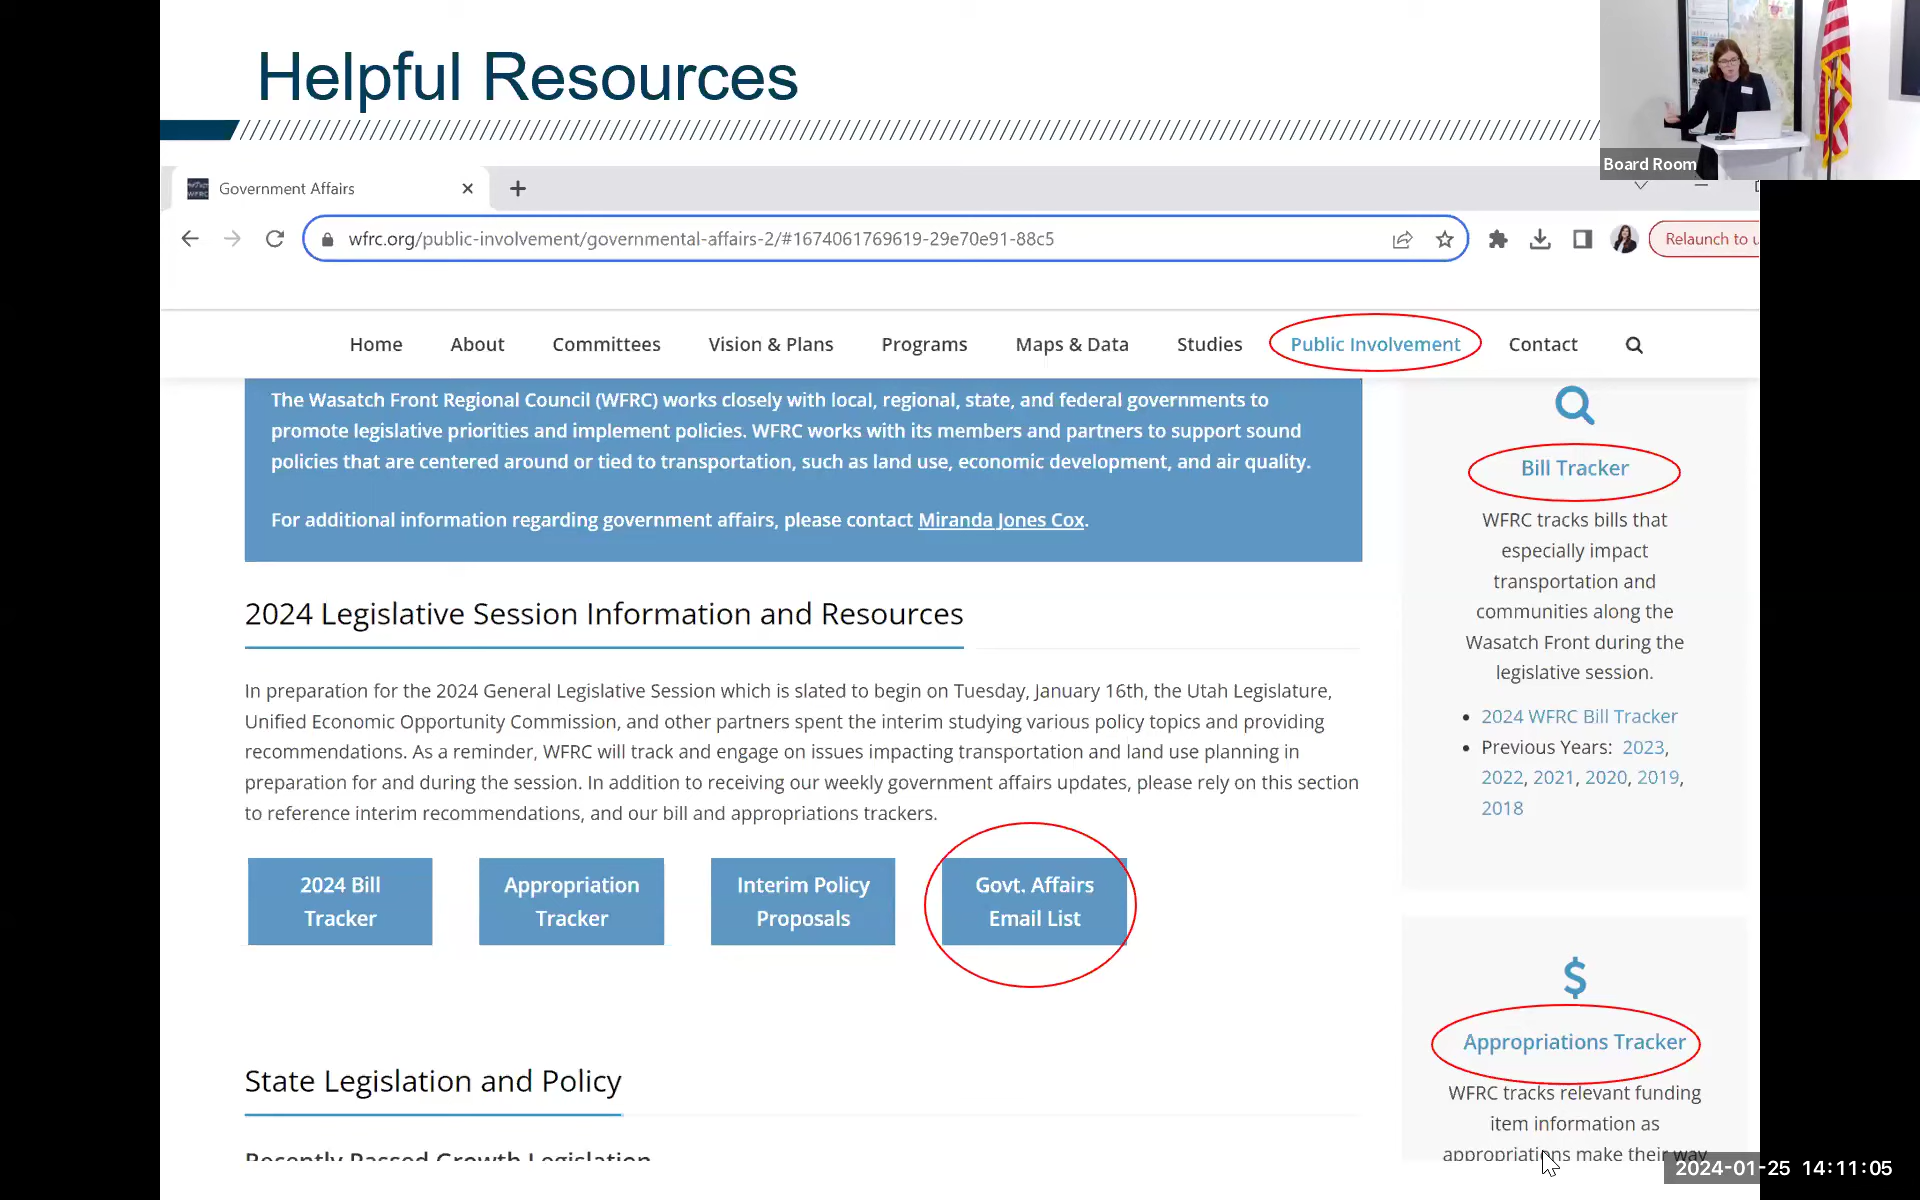 Helpful Resources
Board Room
Government Affairs
wfrc.org/public-involvement/governmental-affairs-2/#1674061769619-29e70e91-88c5
Relaunch to u
Home About Committees Vision & Plans Programs Maps & Data Studies Public Involvement Contact
The Wasatch Front Regional Council (WFRC) works closely with local, regional, state, and federal governments to
promote legislative priorities and implement policies. WFRC works with its members and partners to support sound
policies that are centered around or tied to transportation, such as land use, economic development, and air quality.
For additional information regarding government affairs, please contact Miranda Jones Cox.
2024 Legislative Session Information and Resources
In preparation for the 2024 General Legislative Session which is slated to begin on Tuesday, January 16th, the Utah Legislature,
Unified Economic Opportunity Commission, and other partners spent the interim studying various policy topics and providing
recommendations. As a reminder, WFRC will track and engage on issues impacting transportation and land use planning in
preparation for and during the session. In addition to receiving our weekly government affairs updates, please rely on this section
to reference interim recommendations, and our bill and appropriations trackers.
2024 Bill
Tracker
Appropriation
Tracker
Interim Policy
Proposals
Govt. Affairs
Email List
State Legislation and Policy
Recently Passed Growth Legislation
Bill Tracker
WFRC tracks bills that
especially impact
transportation and
communities along the
Wasatch Front during the
legislative session.
• 2024 WFRC Bill Tracker
• Previous Years: 2023,
2022, 2021, 2020, 2019,
2018
$
Appropriations Tracker
WFRC tracks relevant funding
item information as
appropriations make their way
2024-01-25 14:11:05